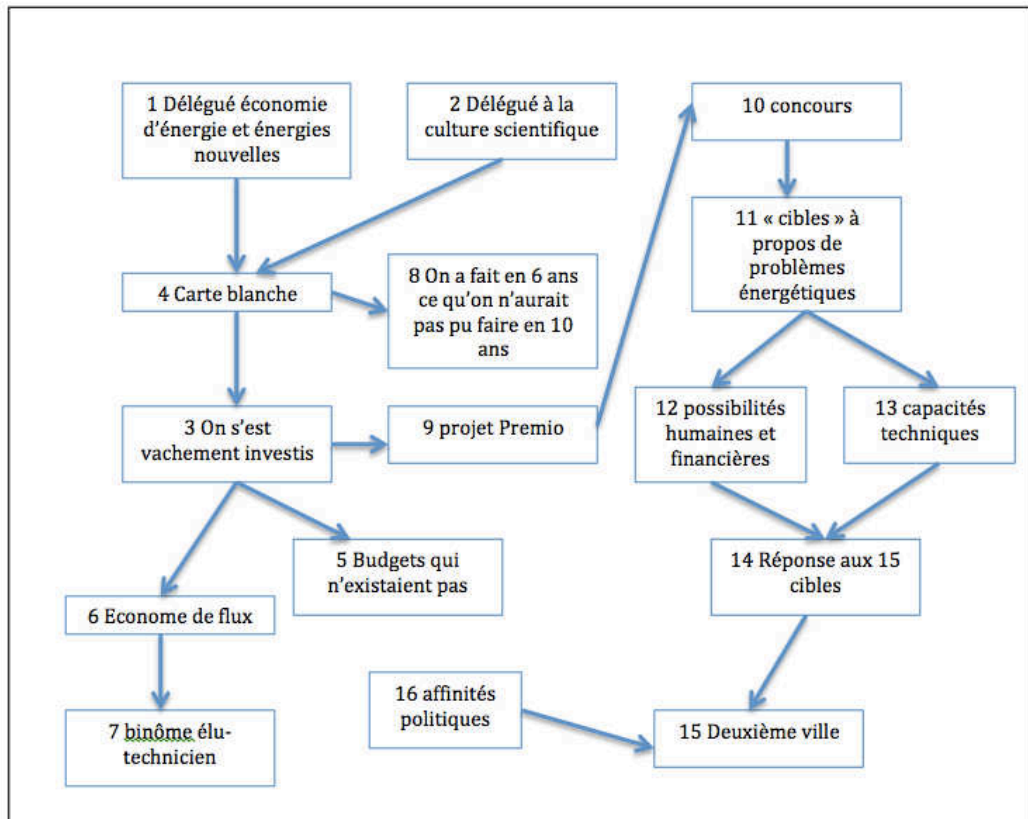 1 Délégué économie
d'énergie et énergies
nouvelles
2 Délégué à la
culture scientifique
10 concours
11 « cibles » à
propos de
problèmes
énergétiques
4 Carte blanche
8 On a fait en 6 ans
ce qu'on n'aurait
pas pu faire en 10
ans
3 On s'est
vachement investis
9 projet Premio
12 possibilités
humaines et
financières
13 capacités
techniques
5 Budgets qui
n'existaient pas
14 Réponse aux 15
cibles
6 Econome de flux
16 affinités
politiques
7 binôme élu-
technicien
15 Deuxième ville